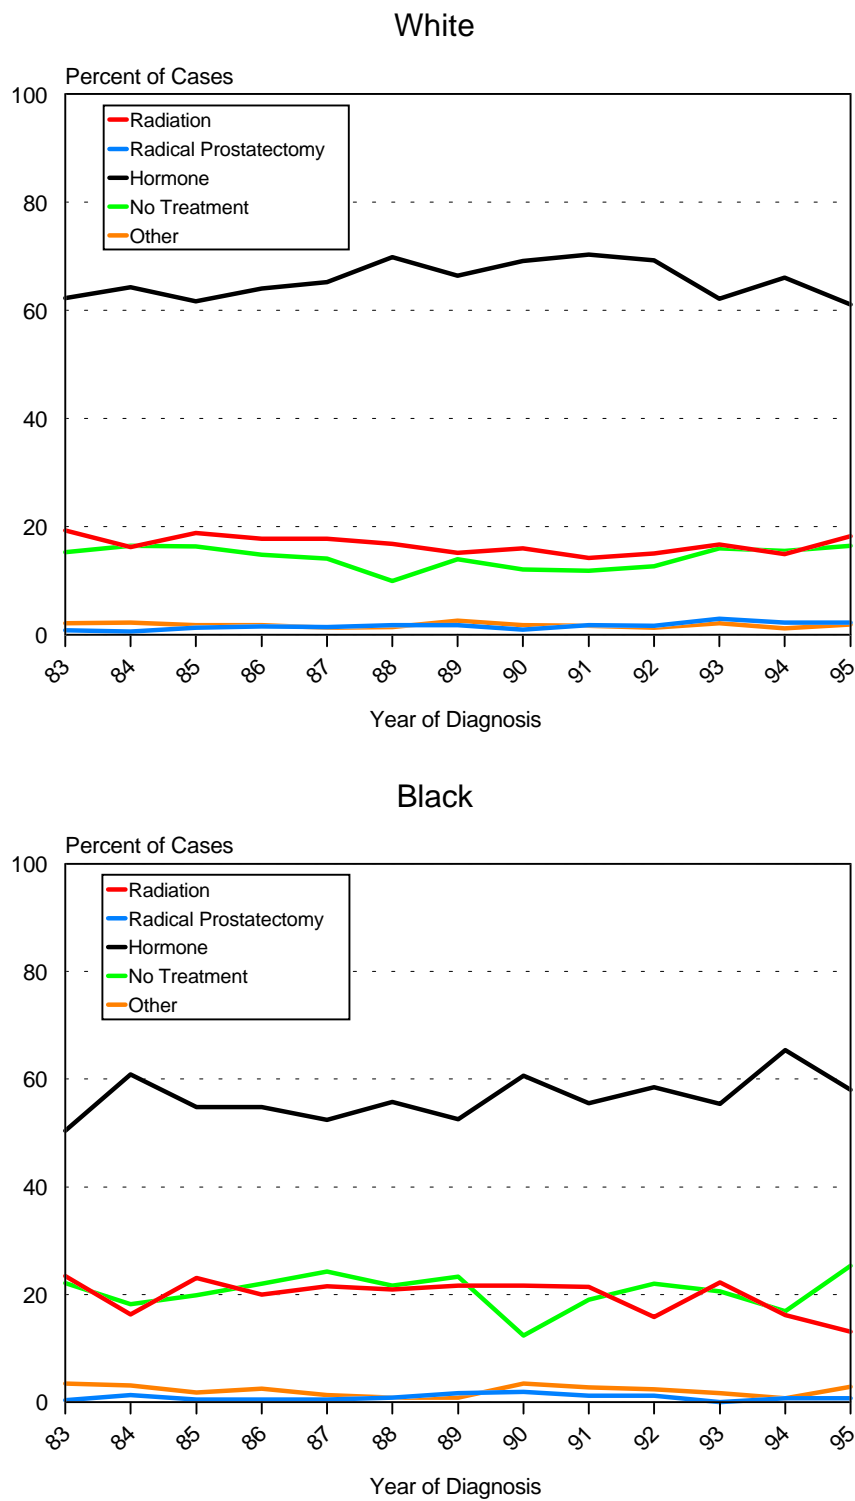 White
Percent of Cases
100
Radiation
Radical Prostatectomy
Hormone
No Treatment
Other
80
60
40
20
0
83 84 85 86 87 88 89 90 91 92 93 94 95
Year of Diagnosis
Black
Percent of Cases
100
Radiation
Radical Prostatectomy
Hormone
No Treatment
Other
80
60
40
20
0
83 84 85 86 87 88 89 90 91 92 93 94 95
Year of Diagnosis